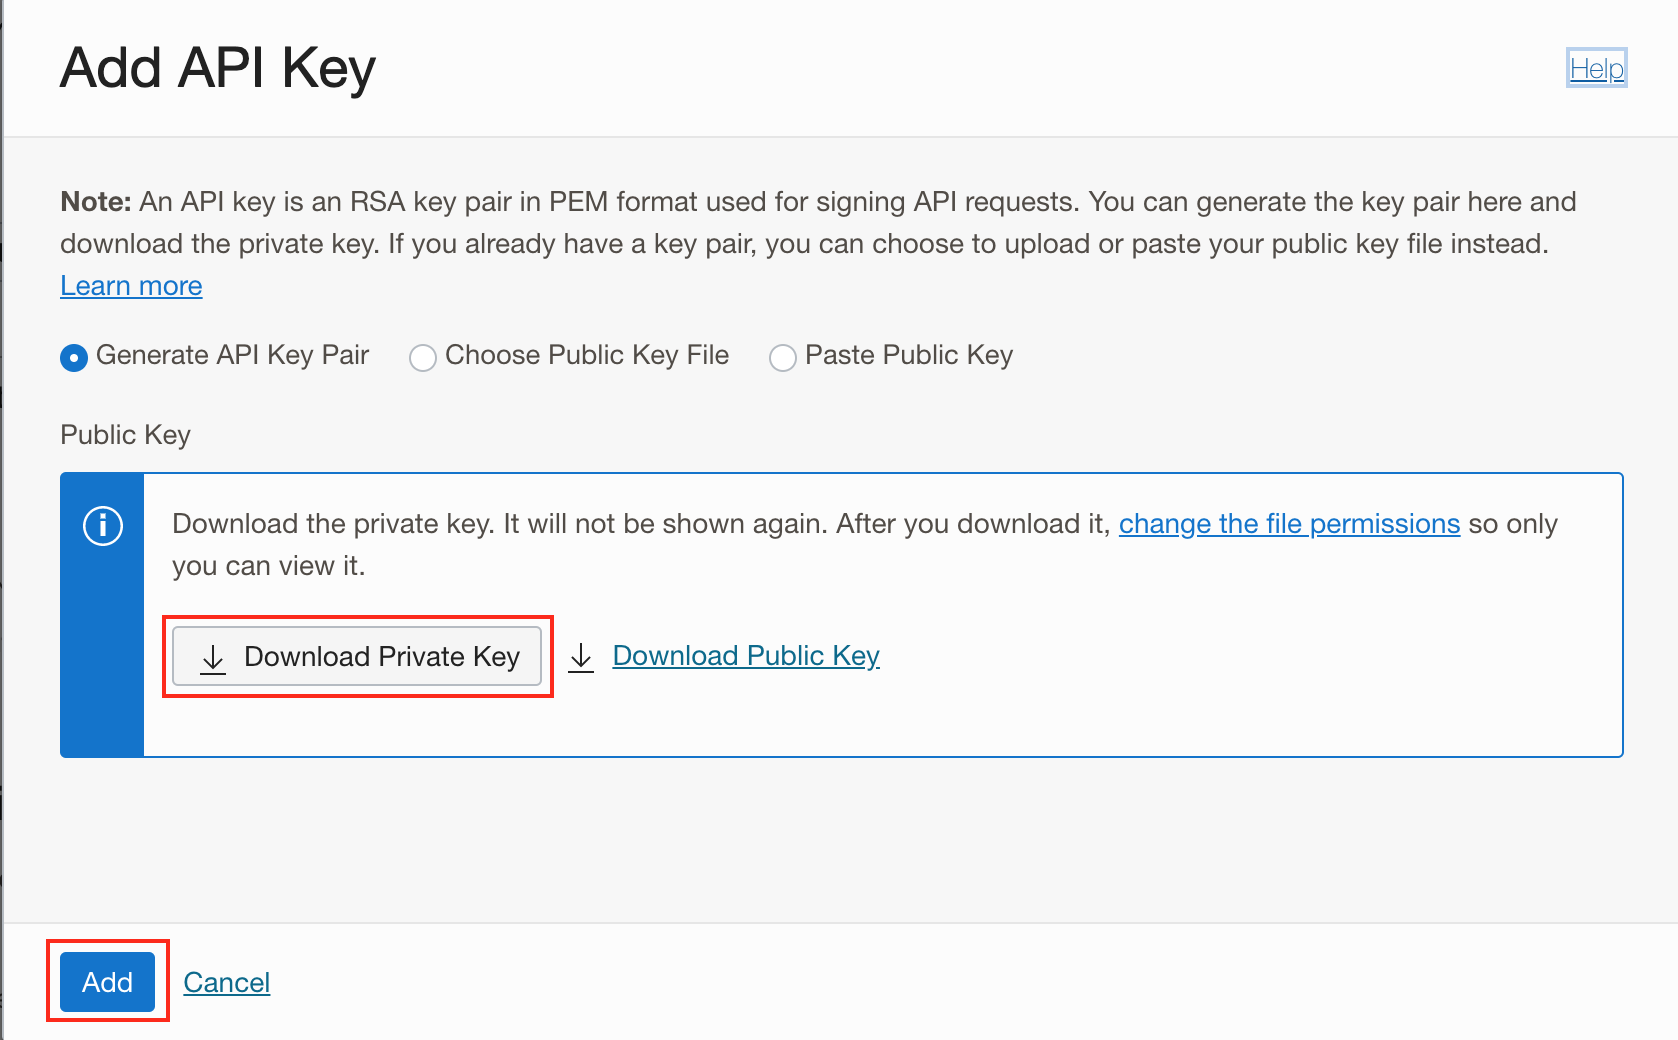 Add API Key
Help
Note: An API key is an RSA key pair in PEM format used for signing API requests. You can generate the key pair here and
download the private key. If you already have a key pair, you can choose to upload or paste your public key file instead.
Learn more
Generate API Key Pair
Choose Public Key File
Paste Public Key
Public Key
Download the private key. It will not be shown again. After you download it, change the file permissions so only
you can view it.
Download Private Key
Download Public Key
Add
Cancel